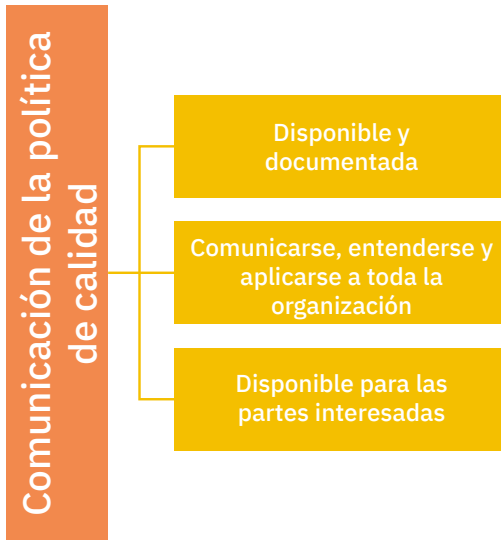 Comunicación de la política
de calidad
Disponible y
documentada
Comunicarse, entenderse y
aplicarse a toda la
organización
Disponible para las
partes interesadas